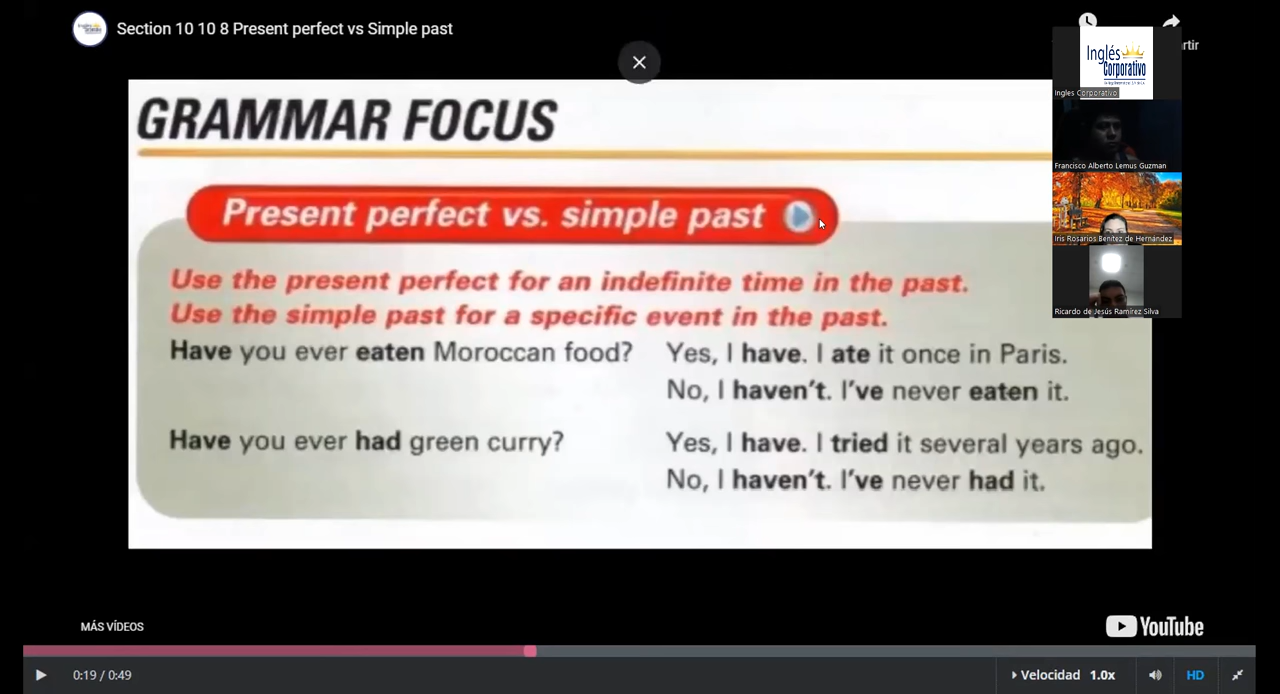 Section 10 10 8 Present perfect vs Simple past
rtir
Inglés
Corporativo
Ingles Corporativo
Francisco Alberto Lemus Guzman
Iris Rosarios Benitez de Hernandez
Ricardo de Jesús Ramirez Silva
GRAMMAR FOCUS
Present perfect vs. simple past
Use the present perfect for an indefinite time in the past.
Use the simple past for a specific event in the past.
Have you ever eaten Moroccan food? Yes, I have. I ate it once in Paris.
No, I haven't. I've never eaten it.
Have you ever had green curry? Yes, I have. I tried it several years ago.
No, I haven't. I've never had it.
MÁS VÍDEOS
YouTube
0:19 / 0:49
Velocidad 1.0x
HD